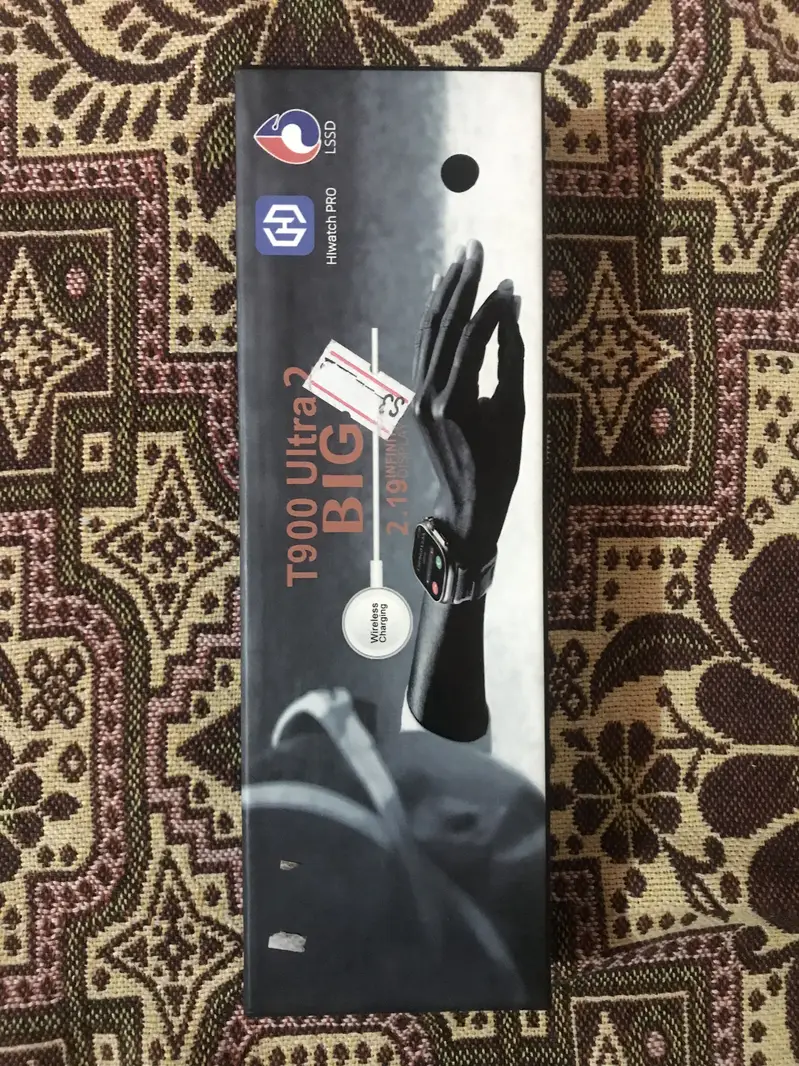 LSSD
HIwatch PRO
T900 Ultra 2
BIG
2.19
Wireless
Charging